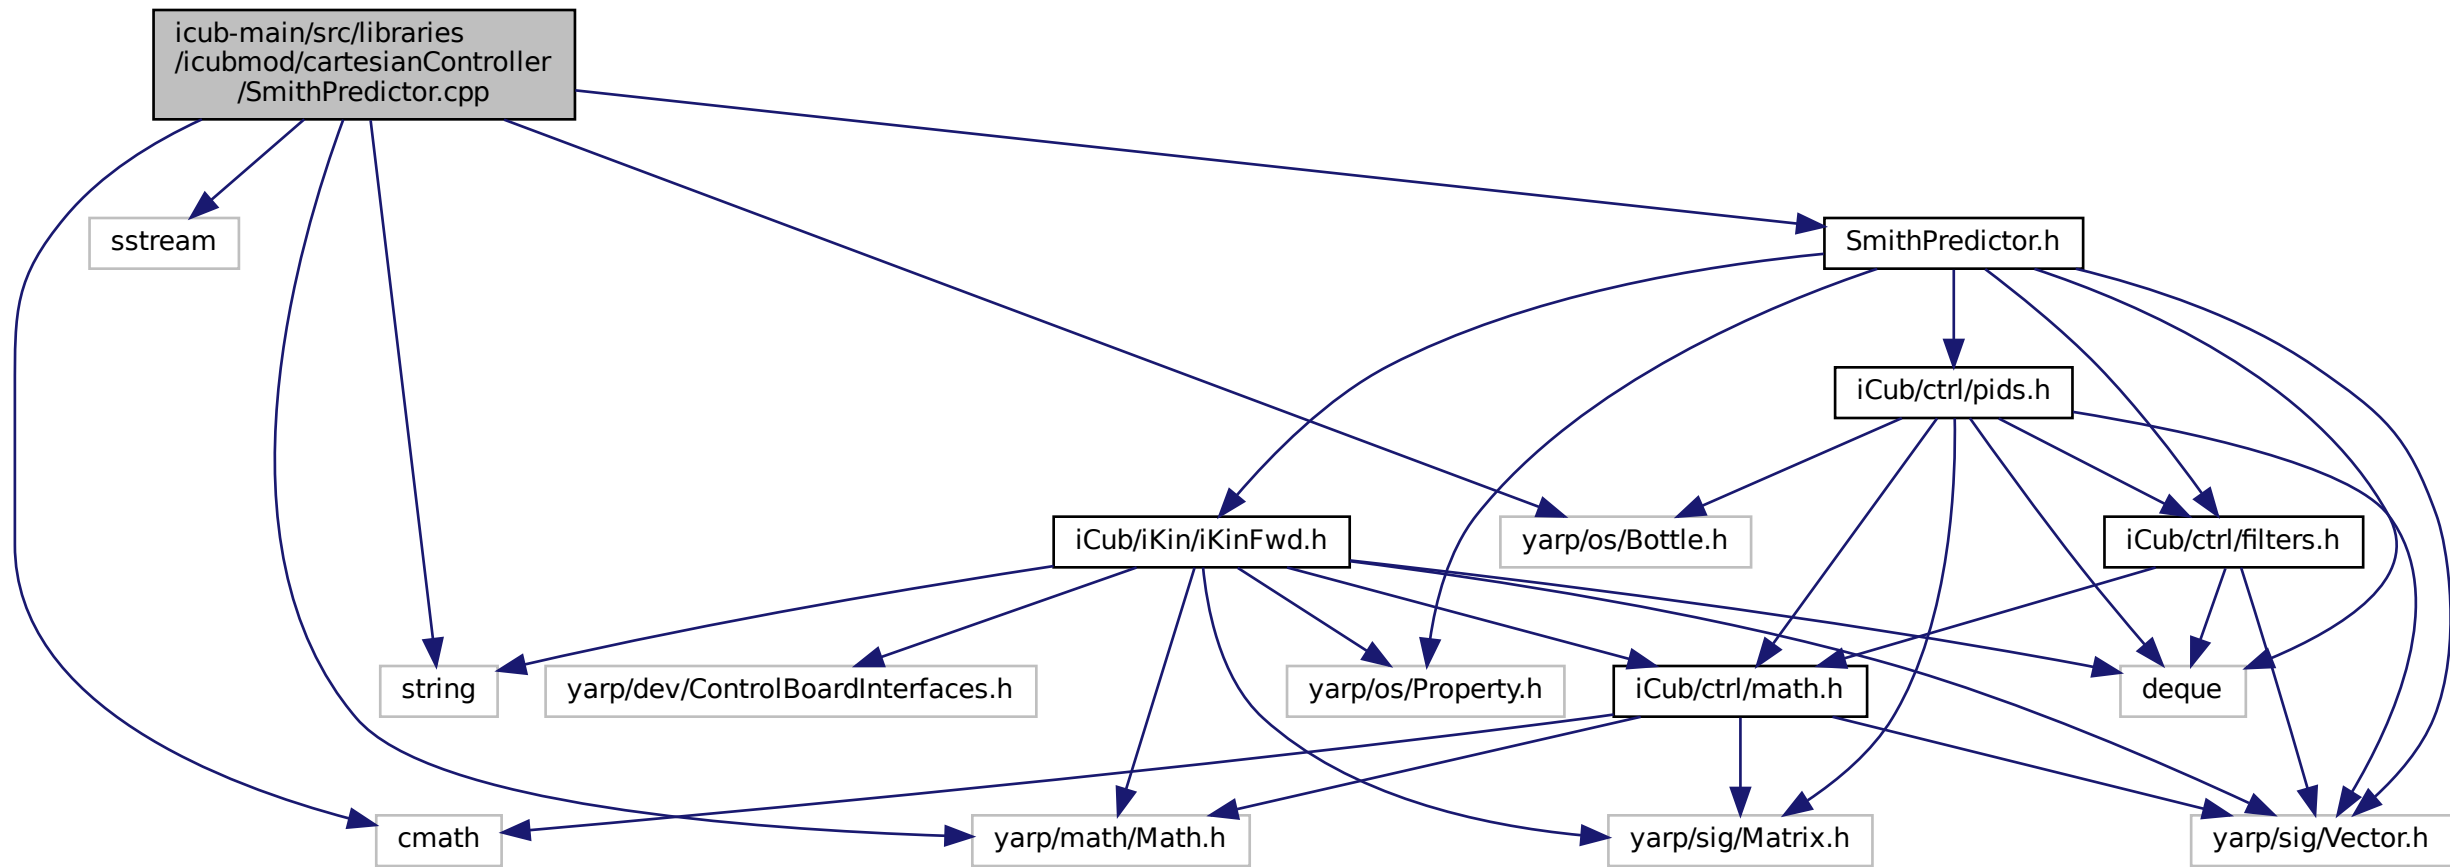 icub-main/src/libraries
/icubmod/cartesianController
/SmithPredictor.cpp
sstream
SmithPredictor.h
iCub/ctrl/pids.h
iCub/iKin/iKinFwd.h
yarp/os/Bottle.h
iCub/ctrl/filters.h
string
yarp/dev/ControlBoardInterfaces.h
yarp/os/Property.h
iCub/ctrl/math.h
deque
cmath
yarp/math/Math.h
yarp/sig/Matrix.h
yarp/sig/Vector.h